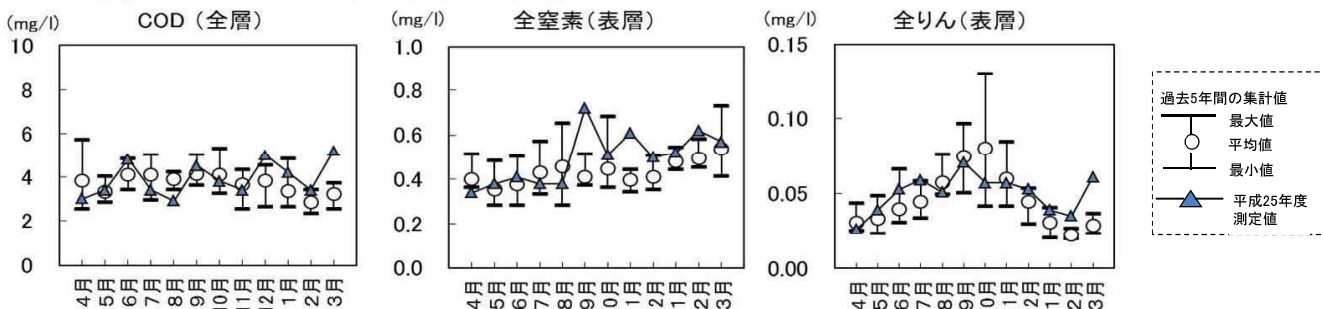 (mg/l)
COD (全層)
10
8
6
4
2
0
4月
5月
6月
7月
8月
9月
10月
11月
12月
1月
2月
3月
(mg/l)
全窒素(表層)
1.0
0.8
0.6
0.4
0.2
0.0
4月
5月
6月
7月
8月
9月
0月
1月
2月
1月
2月
3月
(mg/l)
全りん(表層)
0.15
0.10
0.05
0.00
4月
5月
6月
7月
8月
9月
0月
1月
2月
1月
2月
3月
過去5年間の集計値
最大値
平均値
最小値
平成25年度
測定値